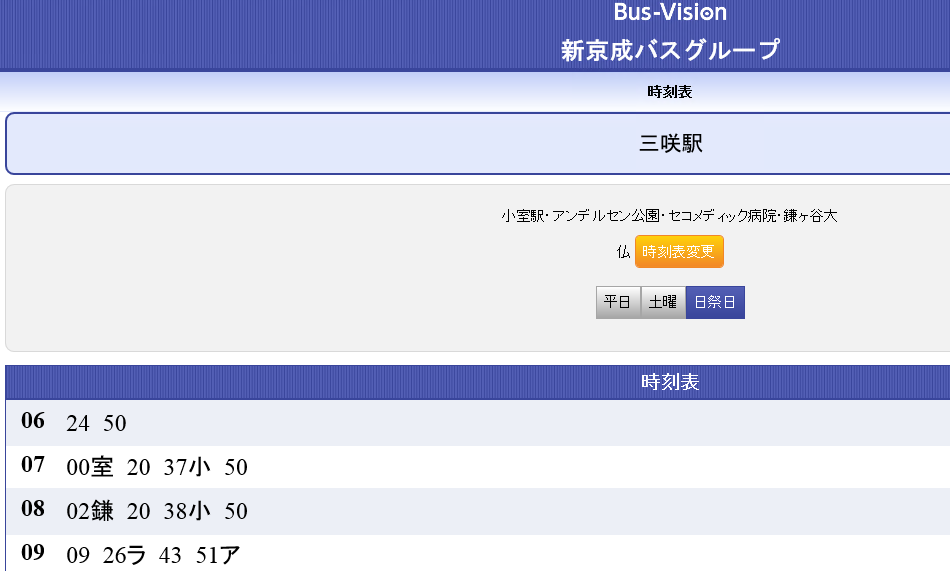 Bus-Vision
新京成バスグループ
時刻表
三咲駅
小室駅・アンデルセン公園・セコメディック病院・鎌ヶ谷大
仏 時刻表変更
平日 土曜 日祭日
時刻表
06 24 50
07 00室 20 37小 50
08 02鎌 20 38小 50
09 09 26ラ 43 51ア